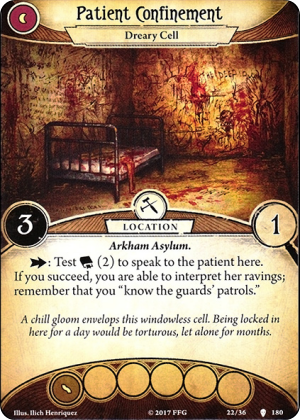 Patient Confinement
Dreary Cell
3
LOCATION
1
Arkham Asylum.
: Test (2) to speak to the patient here.
If you succeed, you are able to interpret her ravings;
remember that you “know the guards’ patrols.”
A chill gloom envelops this windowless cell. Being locked in
here for a day would be torturous, let alone for months.
Illus. Ilich Henriquez
© 2017 FFG
22/36
180